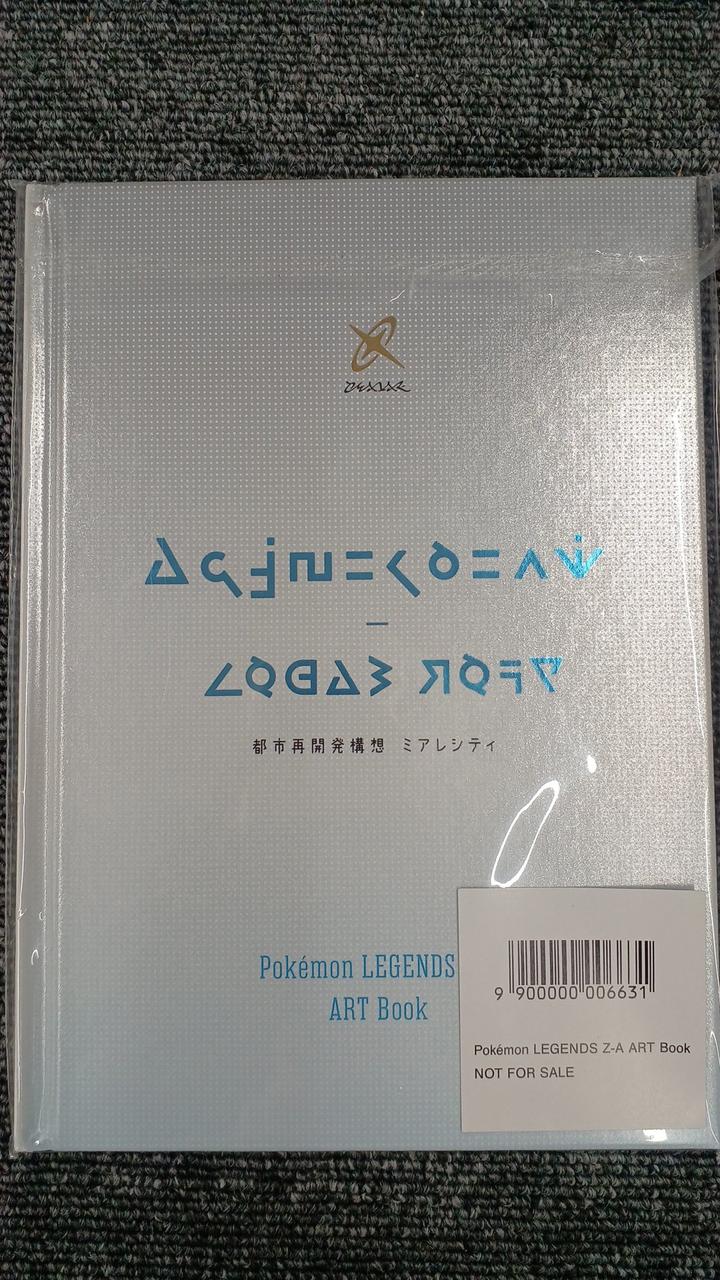 都市再開発構想 ミアレシティ
Pokémon LEGENDS
ART Book
9 900000 006631
Pokémon LEGENDS Z-A ART Book
NOT FOR SALE